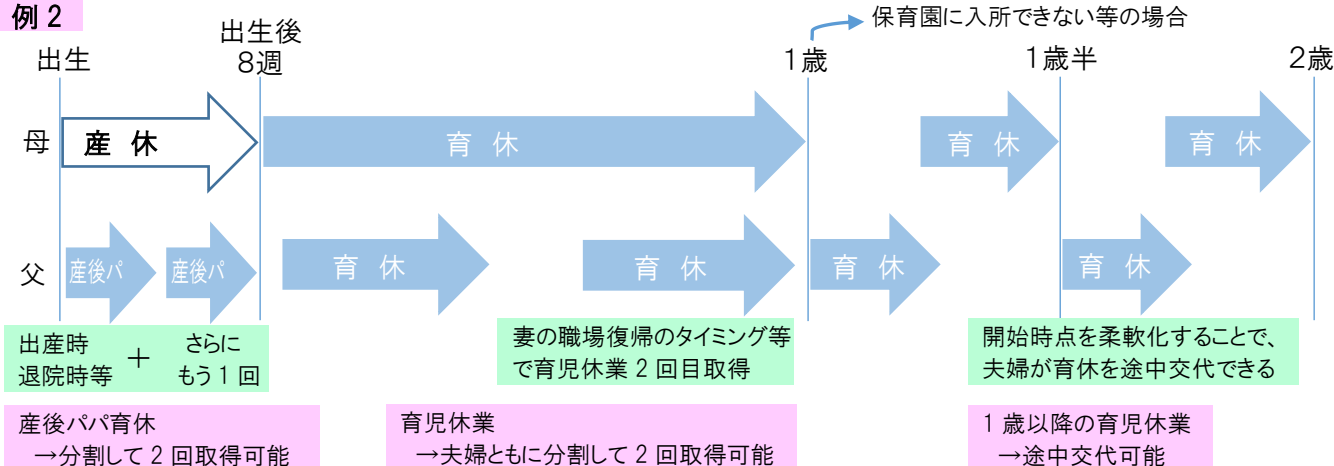 例2
保育園に入所できない等の場合
出生
出生後
8週
1歳
1歳半
2歳
母
産 休
育 休
育 休
育 休
父
産後パ
産後パ
育 休
育 休
育 休
育 休
出産時
退院時等
+
さらに
もう1回
妻の職場復帰のタイミング等
で育児休業2回目取得
開始時点を柔軟化することで、
夫婦が育休を途中交代できる
産後パパ育休
→分割して2回取得可能
育児休業
→夫婦ともに分割して2回取得可能
1歳以降の育児休業
→途中交代可能